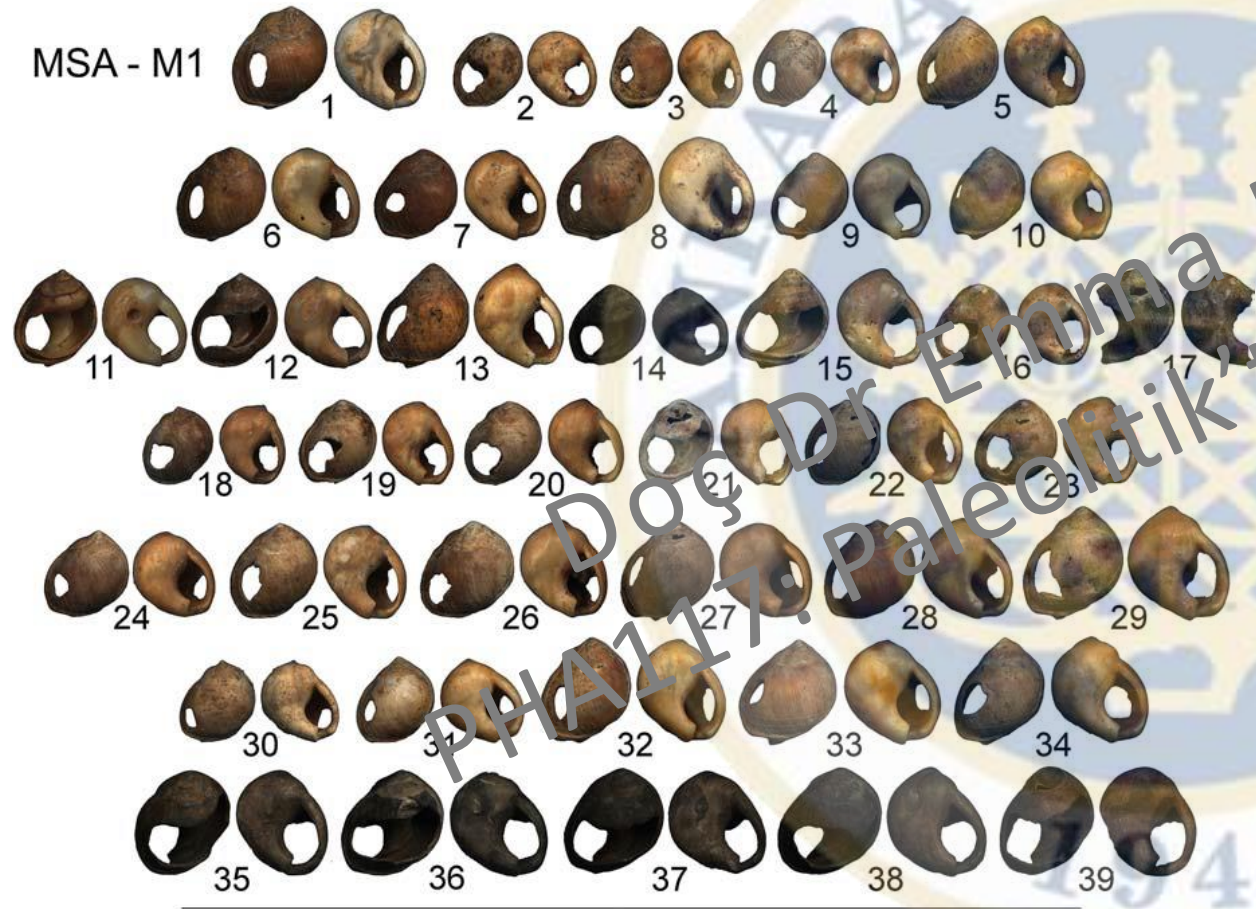 MSA - M1
1 2 3 4 5
6 7 8 9 10
11 12 13 14 15 16 17
18 19 20 21 22 23
24 25 26 27 28 29
30 31 32 33 34
35 36 37 38 39
Doç Dr Emma
PHA117: Paleolitik'
194